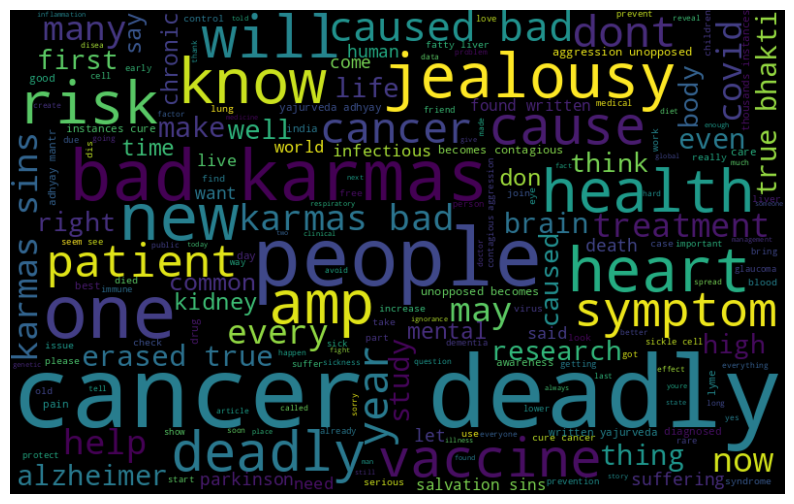 many
say
chronic
will
caused bad
dont
covid
true bhakti
first
human
come
fatty liver
aggression unopposed
body
children
thousands instances
risk
know
life
jealousy
love
prevent
reveal
control
told
inflammation
good
cell
early
lung
yajurveda adhyay
found written
medical
instances cure
make
well
friend
diet
cancer
cause
even
adhyay mantr
due
dis
time
world
india
infectious
becomes contagious
work
really
care
much
live
think
don
bad karmas
health
karmas sins
right
want
find
new
karmas bad
brain
treatment
join
eye
fact
hard
global
liver
respiratory
free
person
seem see
public
today
day
way
two
clinical
doctor
death
case
important
bring
someone
management
patient
common
people
heart
caused
glaucoma
blood
spread
best
died
immune
kidney
avoid
unopposed becomes
contagious aggression
one
amp
may
symptom
issue
check
drug
every
increase
take
part
virus
mental
said
sickle cell
ignorance
better
please
erased true
happen
sick
fight
suffer
sickness
study
dementia
research
got
high
awareness
getting
effect
everything
genetic
old
pain
tell
year
question
last
youre
state
lyme
long
yes
cancer deadly
article
called
sorry
always
lower
help
show
soon
place
already
deadly
let
written yajurveda
diagnosed
use
everyone
cure cancer
rare
vaccine
thing
now
protect
start
man
still
illness
found
prevention
story
alzheimer
parkinson
need
serious
salvation sins
suffering
syndrome